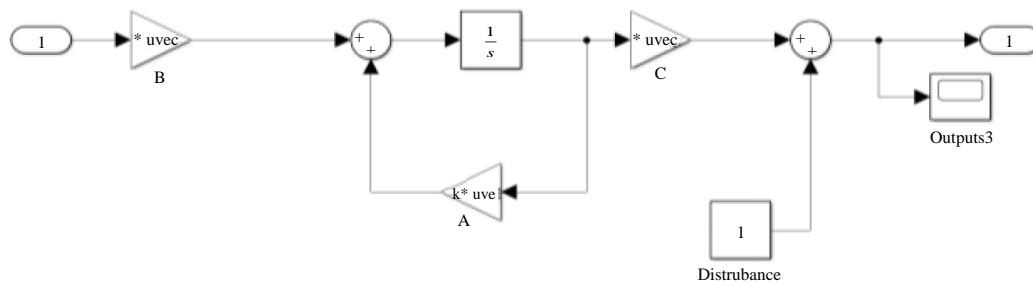 1
* uvec
B
+
+
1
s
* uvec
C
+
+
1
Outputs3
k* uve
A
1
Distrubance